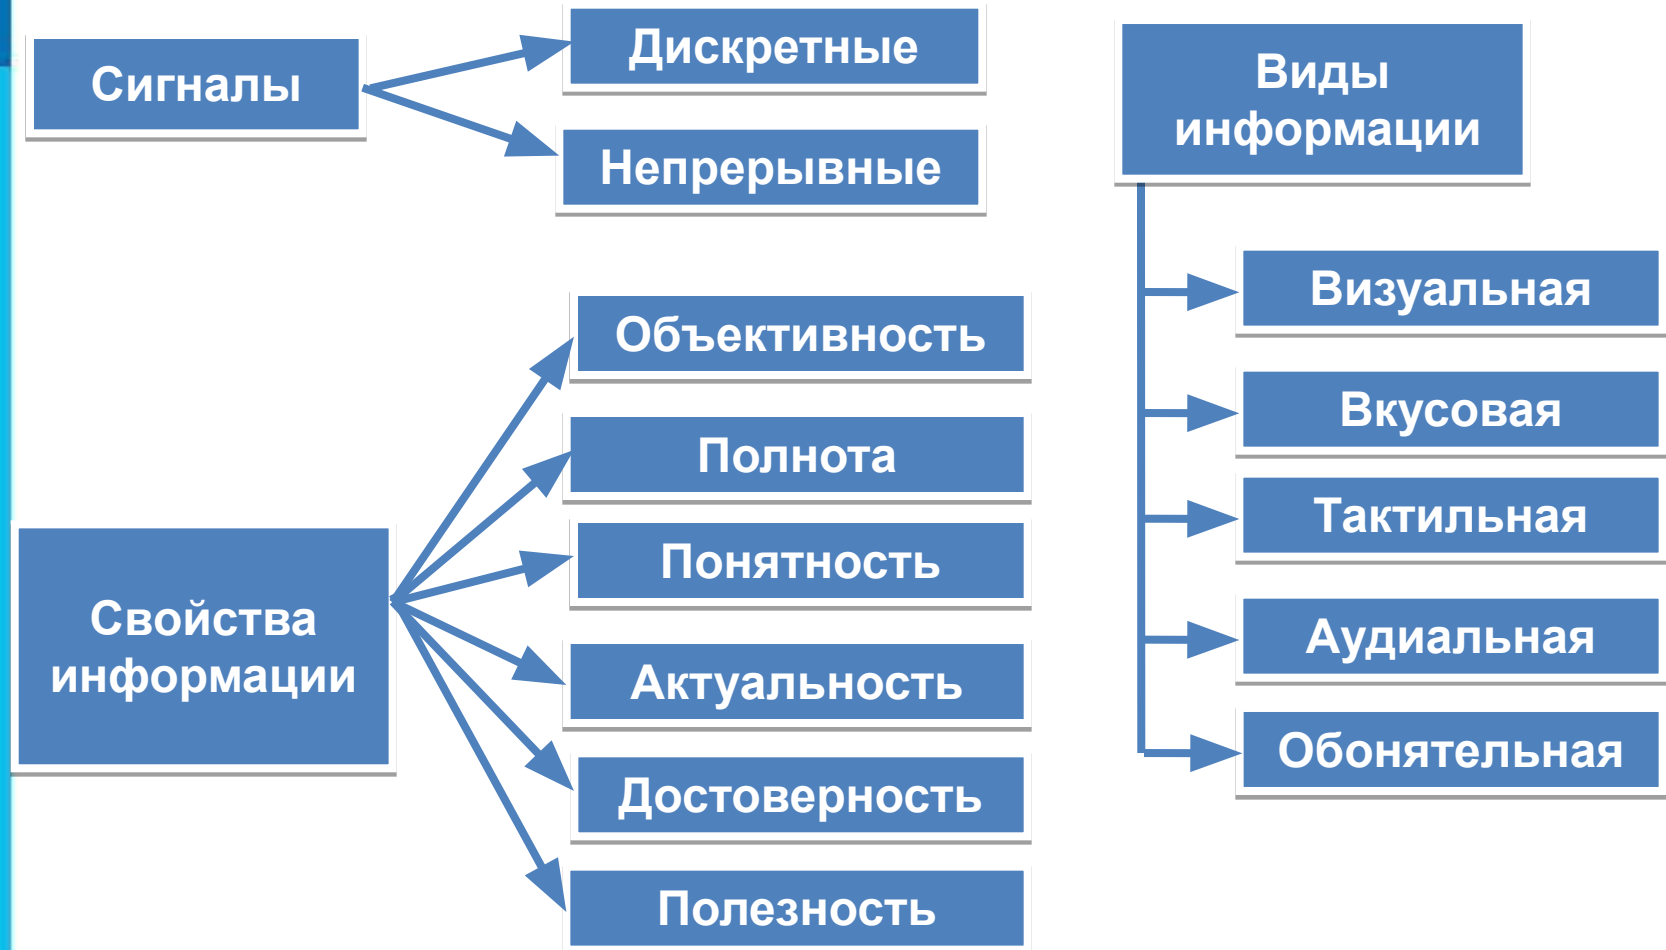 Сигналы
Дискретные
Непрерывные
Свойства
информации
Объективность
Полнота
Понятность
Актуальность
Достоверность
Полезность
Виды
информации
Визуальная
Вкусовая
Тактильная
Аудиальная
Обонятельная